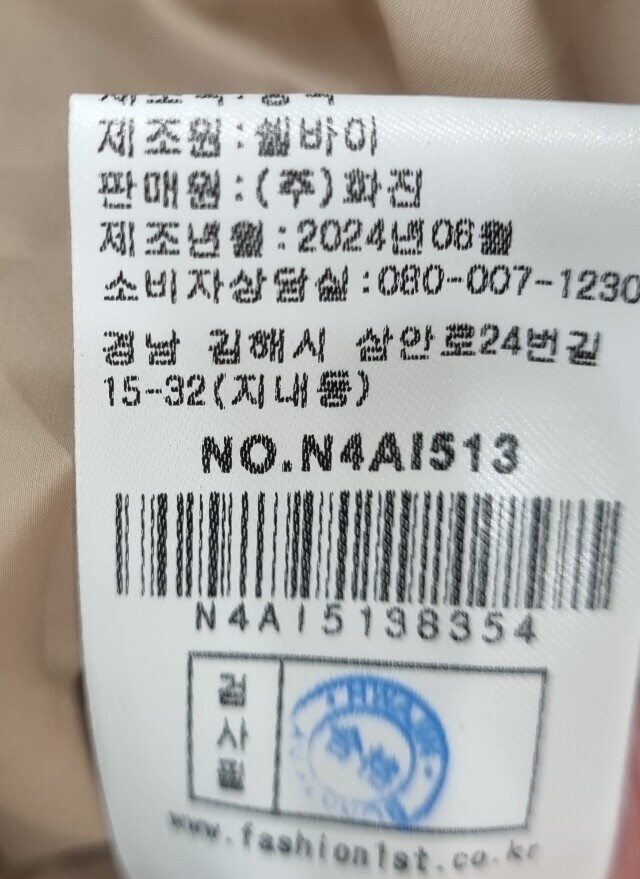 제조원:웰바이
판매원:(주)화진
제조년월:2024년06월
소비자상담실:080-007-1230
경남 김해시 삼안로24번길
15-32(지내동)
NO.N4AI513
N4AI5138354
검
사
필
www.fashion1st.co.kr